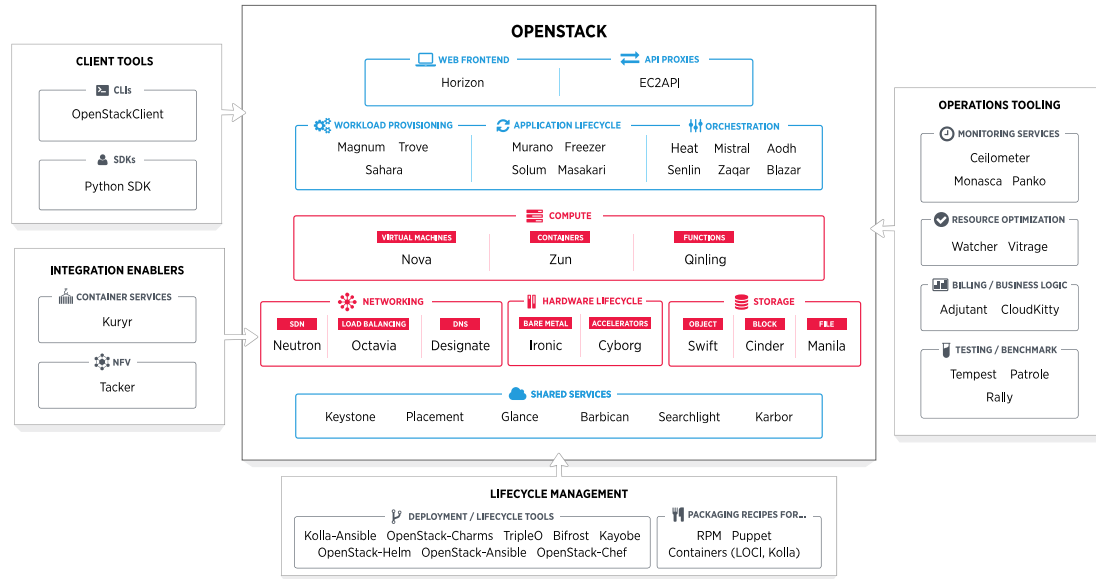 OPENSTACK
WEB FRONTEND
Horizon
API PROXIES
EC2API
WORKLOAD PROVISIONING
Magnum Trove
Sahara
APPLICATION LIFECYCLE
Murano Freezer
Solum Masakari
ORCHESTRATION
Heat Mistral Aodh
Senlin Zaqar Blazar
COMPUTE
VIRTUAL MACHINES
Nova
CONTAINERS
Zun
FUNCTIONS
Qinling
NETWORKING
SDN
Neutron
LOAD BALANCING
Octavia
DNS
Designate
HARDWARE LIFECYCLE
BARE METAL
Ironic
ACCELERATORS
Cyborg
STORAGE
OBJECT
Swift
BLOCK
Cinder
FILE
Manila
SHARED SERVICES
Keystone Placement Glance Barbican Searchlight Karbor
CLIENT TOOLS
CLIs
OpenStackClient
SDKs
Python SDK
INTEGRATION ENABLERS
CONTAINER SERVICES
Kuryr
NFV
Tacker
OPERATIONS TOOLING
MONITORING SERVICES
Ceilometer
Monasca Panko
RESOURCE OPTIMIZATION
Watcher Vitrage
BILLING / BUSINESS LOGIC
Adjutant CloudKitty
TESTING / BENCHMARK
Tempest Patrole
Rally
LIFECYCLE MANAGEMENT
DEPLOYMENT / LIFECYCLE TOOLS
Kolla-Ansible OpenStack-Charms TripleO Bifrost Kayobe
OpenStack-Helm OpenStack-Ansible OpenStack-Chef
PACKAGING RECIPES FOR...
RPM Puppet
Containers (LOCI, Kolla)